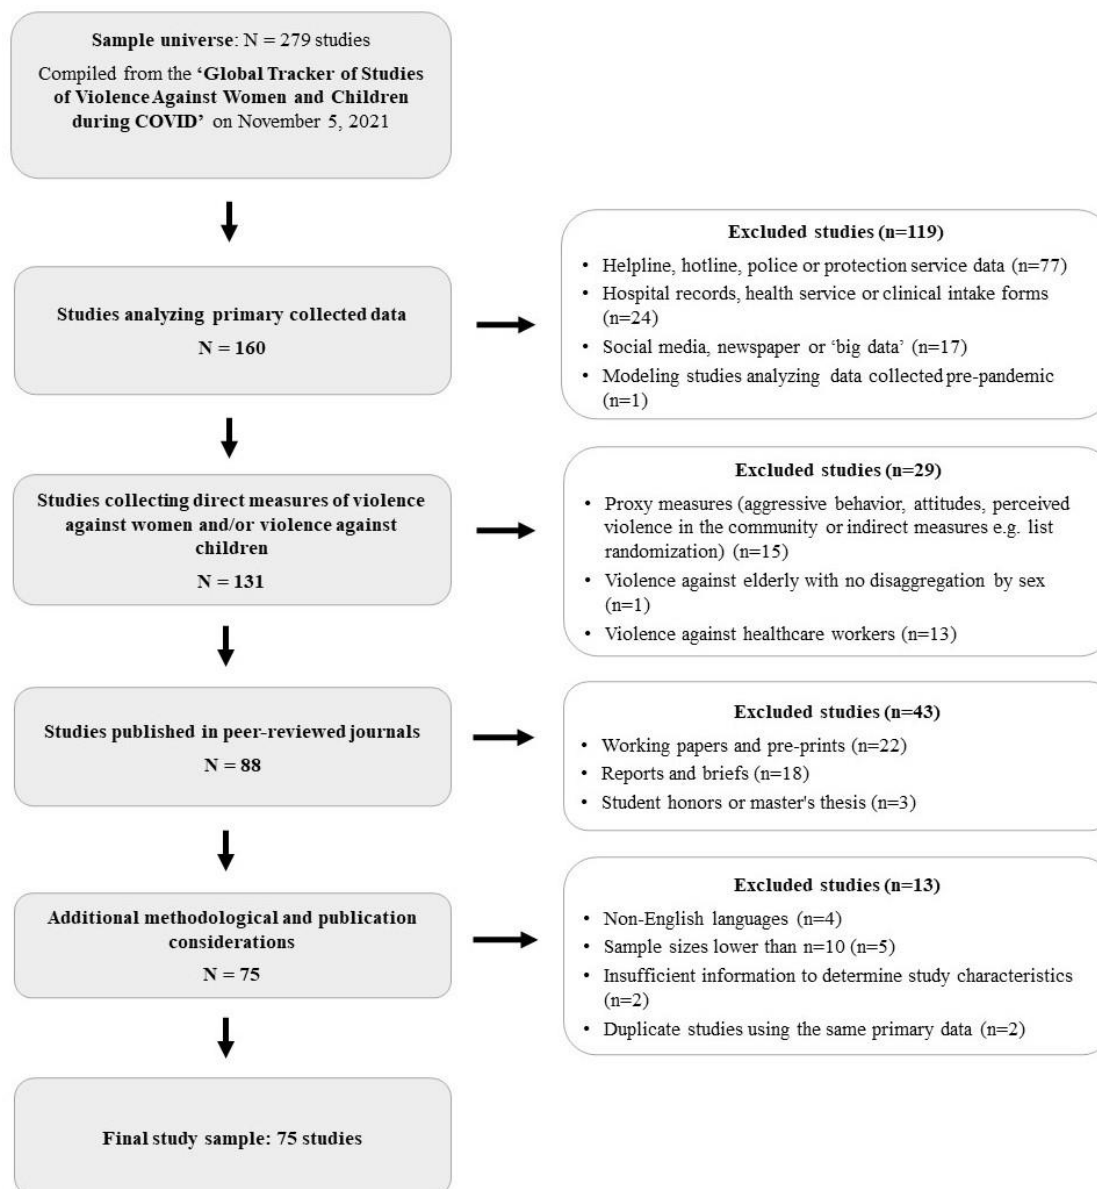 Sample universe: N = 279 studies
Compiled from the ‘Global Tracker of Studies
of Violence Against Women and Children
during COVID’ on November 5, 2021
Excluded studies (n=119)
• Helpline, hotline, police or protection service data (n=77)
• Hospital records, health service or clinical intake forms
(n=24)
• Social media, newspaper or ‘big data’ (n=17)
• Modeling studies analyzing data collected pre-pandemic
(n=1)
Studies analyzing primary collected data
N = 160
Excluded studies (n=29)
• Proxy measures (aggressive behavior, attitudes, perceived
violence in the community or indirect measures e.g. list
randomization) (n=15)
• Violence against elderly with no disaggregation by sex
(n=1)
• Violence against healthcare workers (n=13)
Studies collecting direct measures of violence
against women and/or violence against
children
N = 131
Excluded studies (n=43)
• Working papers and pre-prints (n=22)
• Reports and briefs (n=18)
• Student honors or master's thesis (n=3)
Studies published in peer-reviewed journals
N = 88
Excluded studies (n=13)
• Non-English languages (n=4)
• Sample sizes lower than n=10 (n=5)
• Insufficient information to determine study characteristics
(n=2)
• Duplicate studies using the same primary data (n=2)
Additional methodological and publication
considerations
N = 75
Final study sample: 75 studies